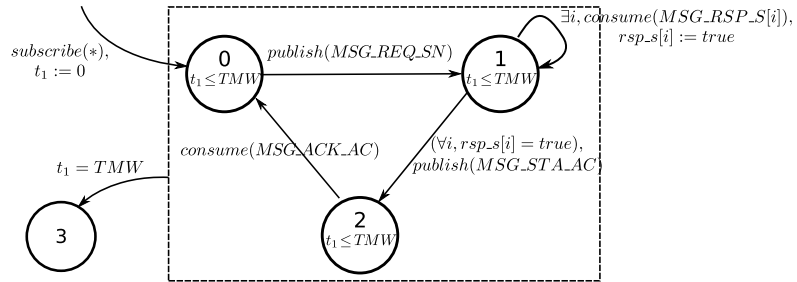 ∃i, consume(MSG_RSP_S[i]),
rsp_s[i] := true
subscribe(∗),
t₁ := 0
0
t₁ ≤ TMW
publish(MSG_REQ_SN)
1
t₁ ≤ TMW
consume(MSG_ACK_AC)
(∀i, rsp_s[i] = true),
publish(MSG_STA_AC)
t₁ = TMW
2
t₁ ≤ TMW
3